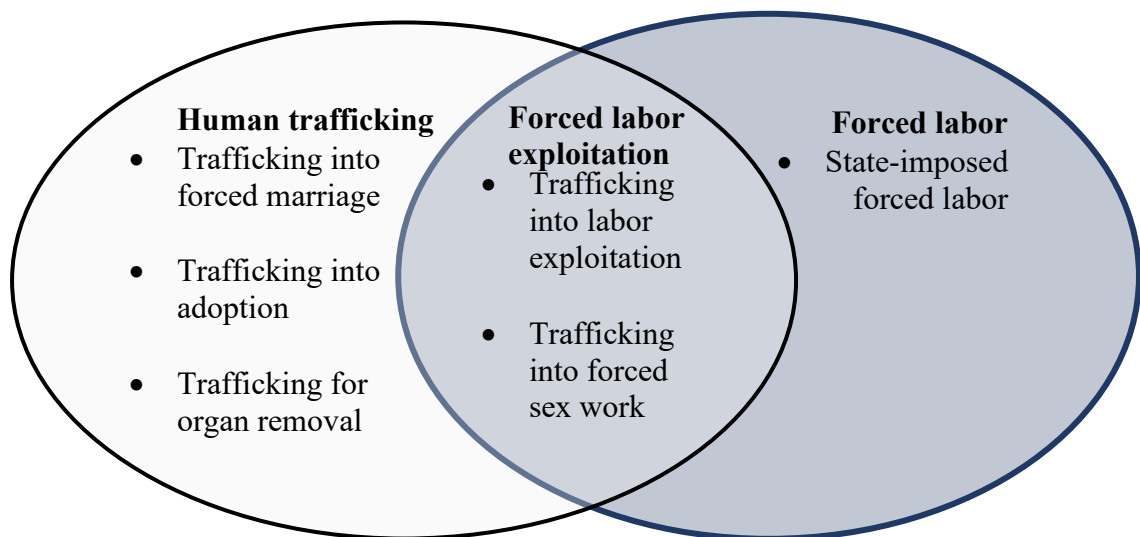 Human trafficking
• Trafficking into
forced marriage
• Trafficking into
adoption
• Trafficking for
organ removal
Forced labor
exploitation
• Trafficking
into labor
exploitation
• Trafficking
into forced
sex work
Forced labor
• State-imposed
forced labor